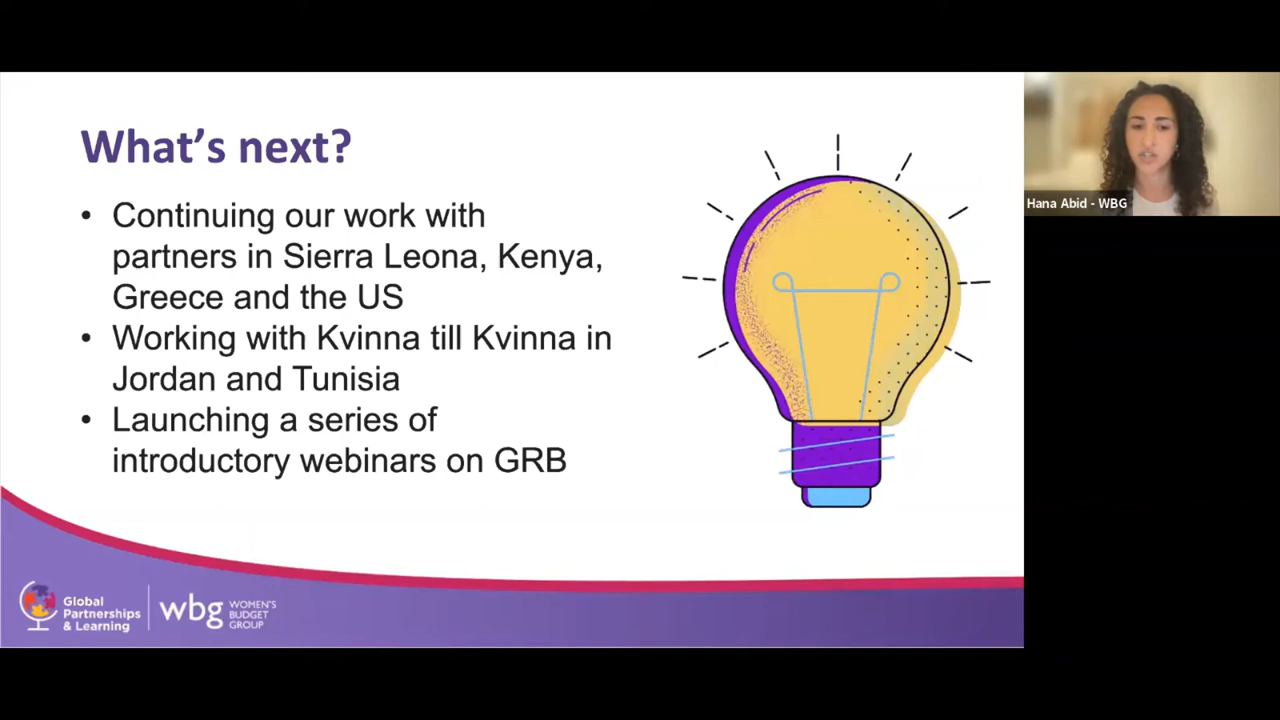 What's next?
• Continuing our work with
partners in Sierra Leona, Kenya,
Greece and the US
• Working with Kvinna till Kvinna in
Jordan and Tunisia
• Launching a series of
introductory webinars on GRB
Global
Partnerships
& Learning
wbg
WOMEN'S
BUDGET
GROUP
Hana Abid - WBG